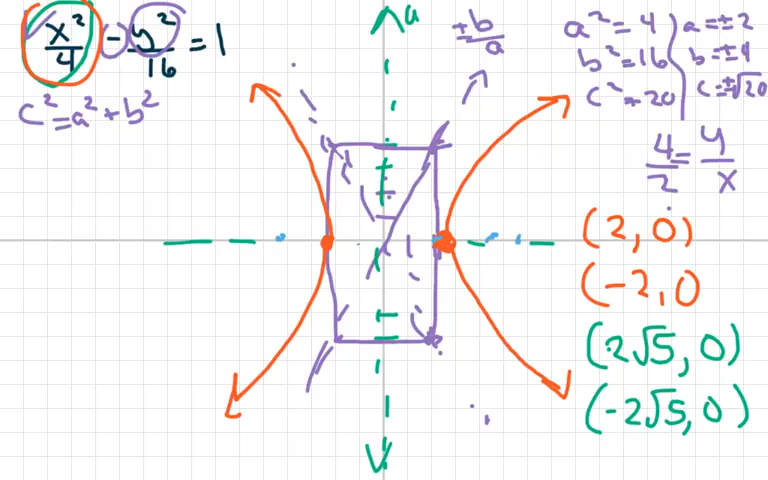 x²/4 - y²/16 = 1
c² = a² + b²
a
±b/a
a² = 4 a = ±2
b² = 16 b = ±4
c² = 20 c = ±√20
4/2 = y/x
(2, 0)
(-2, 0
(2√5, 0)
(-2√5, 0)